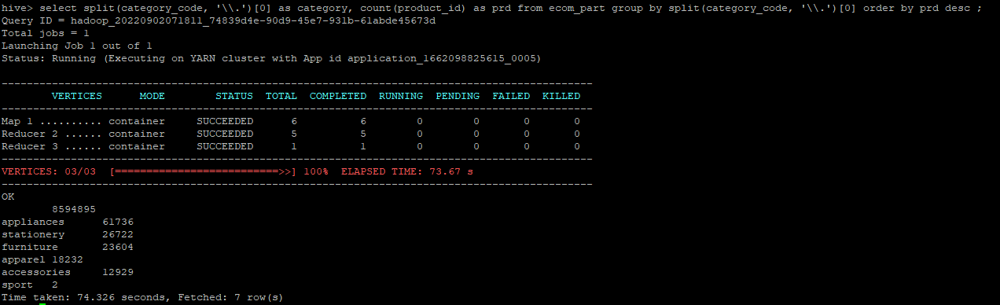 hive> select split(category_code, '\\.')[0] as category, count(product_id) as prd from ecom_part group by split(category_code, '\\.')[0] order by prd desc ;
Query ID = hadoop_20220902071811_74839d4e-90d9-45e7-931b-61abde45673d
Total jobs = 1
Launching Job 1 out of 1
Status: Running (Executing on YARN cluster with App id application_1662098825615_0005)
----------------------------------------------------------------------------------------------
        VERTICES      MODE        STATUS  TOTAL  COMPLETED  RUNNING  PENDING  FAILED  KILLED
----------------------------------------------------------------------------------------------
Map 1 .......... container     SUCCEEDED      6          6        0        0       0       0
Reducer 2 ...... container     SUCCEEDED      5          5        0        0       0       0
Reducer 3 ...... container     SUCCEEDED      1          1        0        0       0       0
----------------------------------------------------------------------------------------------
VERTICES: 03/03  [==========================>>] 100%  ELAPSED TIME: 73.67 s
----------------------------------------------------------------------------------------------
OK
        8594895
appliances      61736
stationery      26722
furniture       23604
apparel 18232
accessories     12929
sport   2
Time taken: 74.326 seconds, Fetched: 7 row(s)